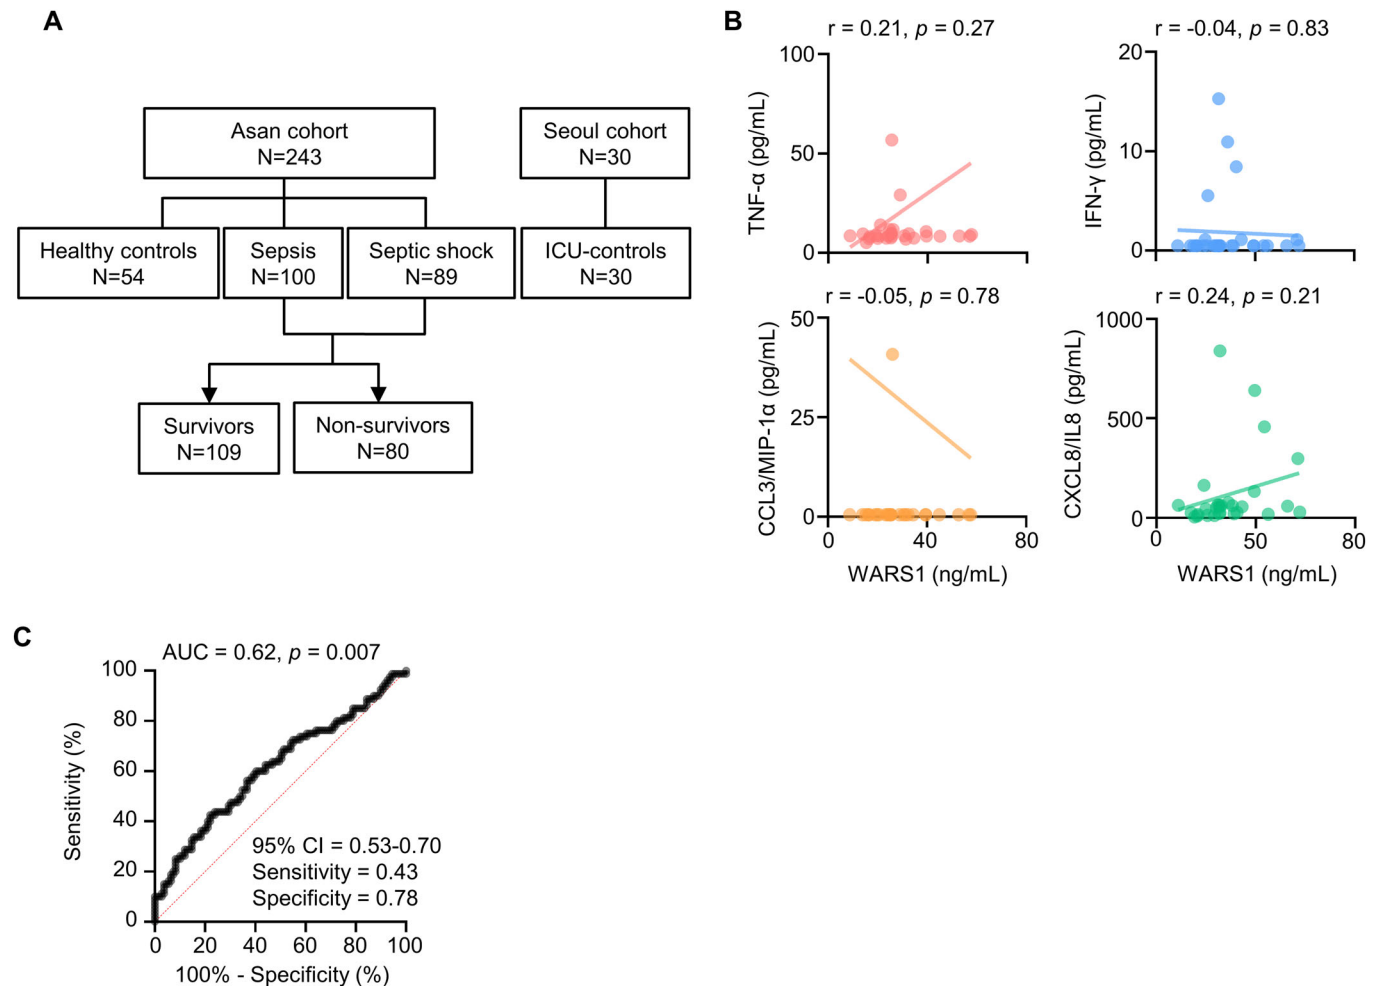 A
Asan cohort
N=243
Seoul cohort
N=30
Healthy controls
N=54
Sepsis
N=100
Septic shock
N=89
ICU-controls
N=30
Survivors
N=109
Non-survivors
N=80
B
r = 0.21, p = 0.27
100
50
0
TNF-α (pg/mL)
r = -0.04, p = 0.83
20
10
0
IFN-γ (pg/mL)
r = -0.05, p = 0.78
50
25
0
CCL3/MIP-1α (pg/mL)
0 40 80
WARS1 (ng/mL)
r = 0.24, p = 0.21
1000
500
0
CXCL8/IL8 (pg/mL)
0 50 80
WARS1 (ng/mL)
C
AUC = 0.62, p = 0.007
100
80
60
40
20
0
Sensitivity (%)
95% CI = 0.53-0.70
Sensitivity = 0.43
Specificity = 0.78
0 20 40 60 80 100
100% - Specificity (%)